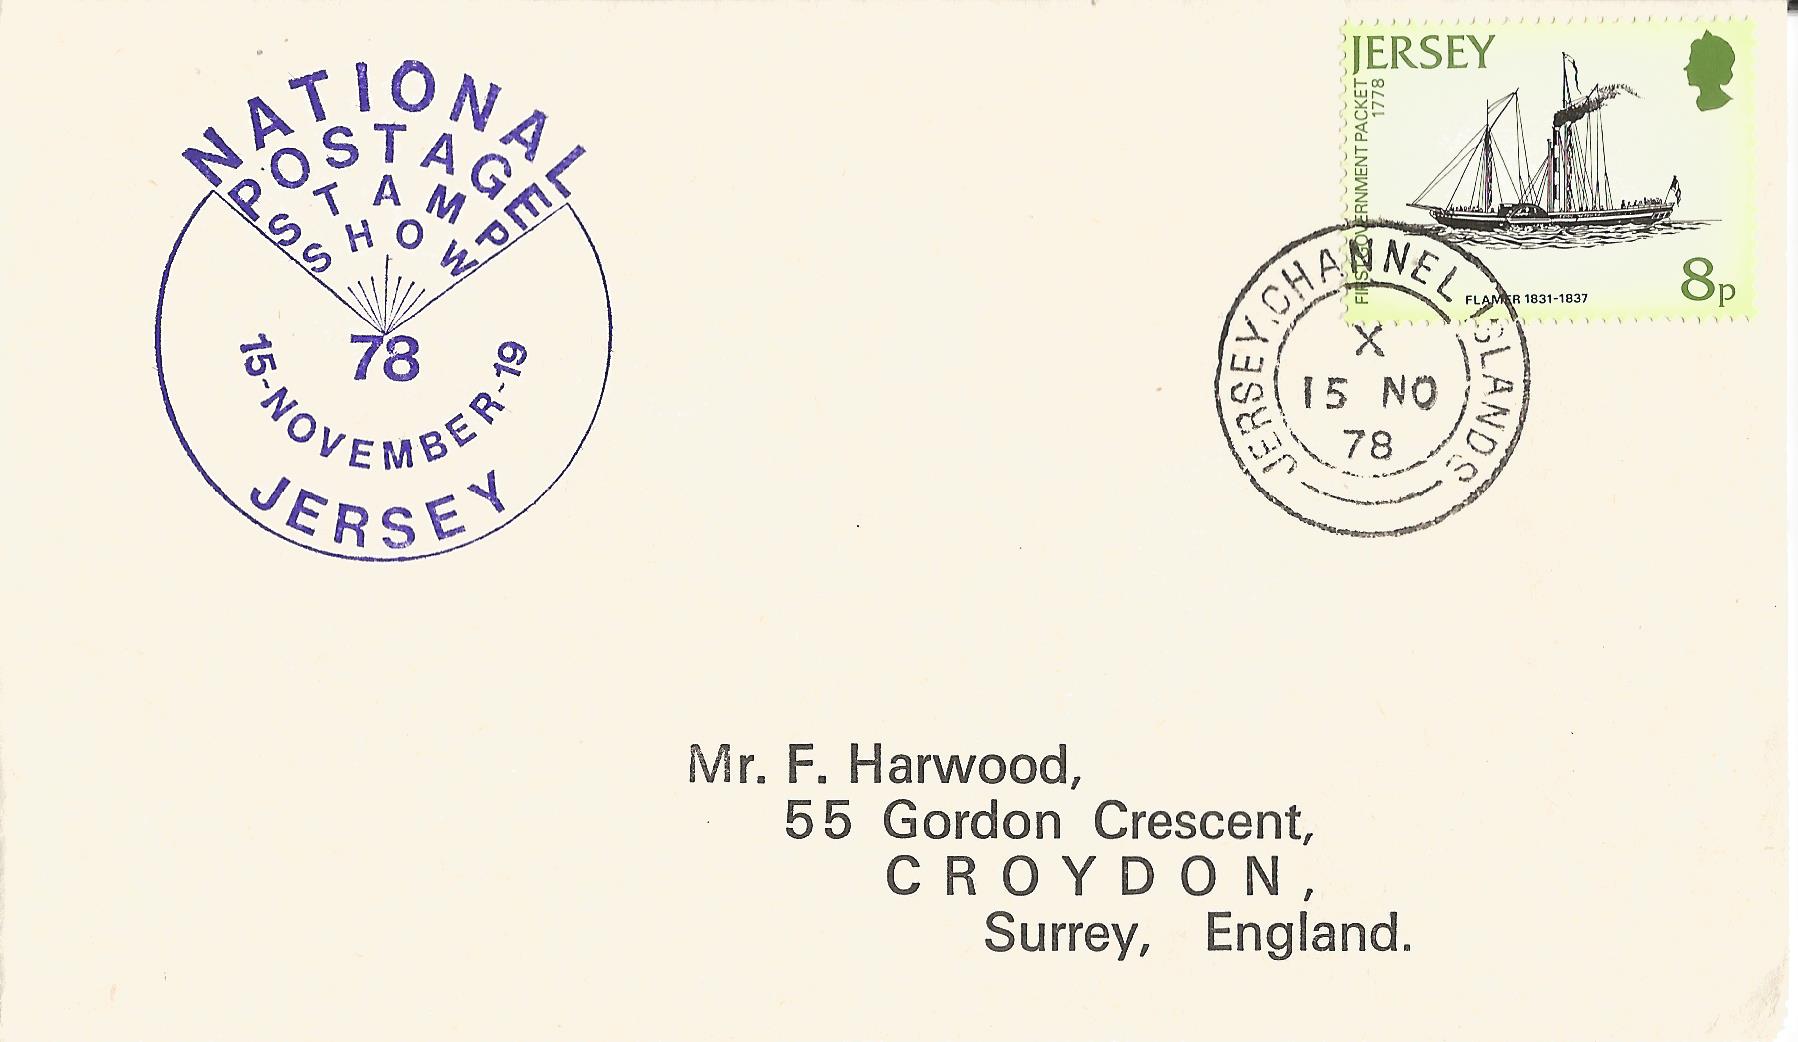 NATIONAL
POSTAGE
STAMP
SHOW
78
15-NOVEMBER-19
JERSEY
JERSEY
FIRST GOVERNMENT PACKET
1778
FLAMER 1831-1837
8p
JERSEY. CHANNEL ISLANDS
X
15 NO
78
Mr. F. Harwood,
55 Gordon Crescent,
CROYDON,
Surrey, England.